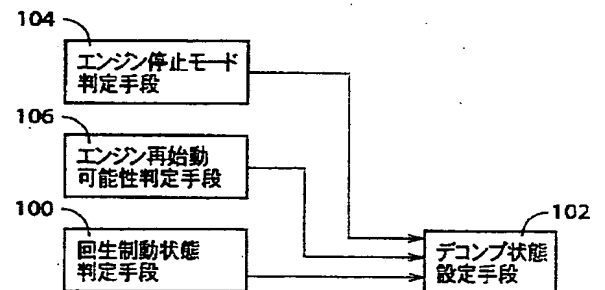 104
エンジン停止モード
判定手段
106
エンジン再始動
可能性判定手段
100
回生制動状態
判定手段
102
デコンプ状態
設定手段